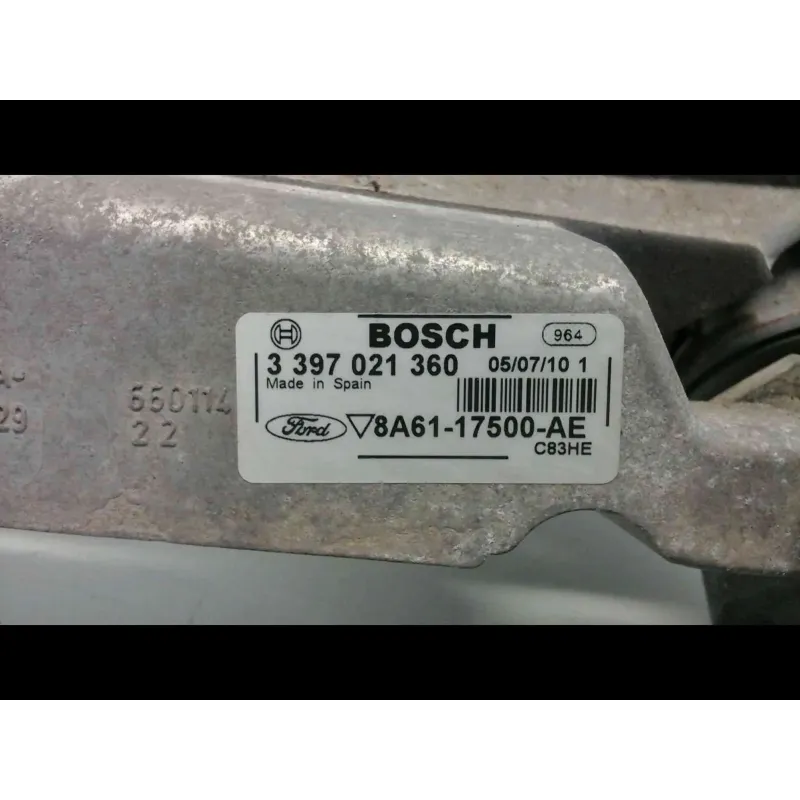 BOSCH 964
3 397 021 360 05/07/10 1
Made in Spain
Ford 8A61-17500-AE
C83HE
29
660114
22